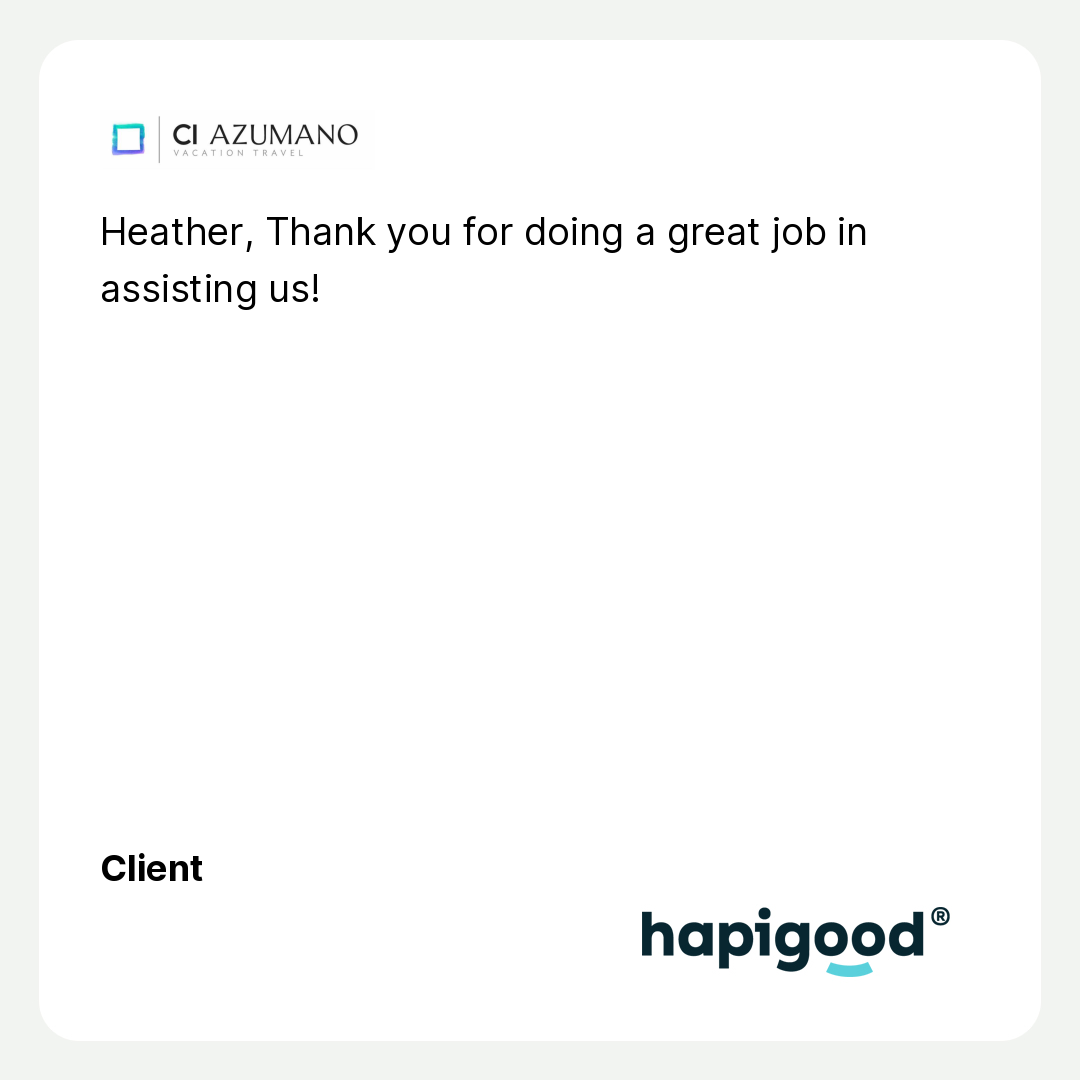 CI AZUMANO
VACATION TRAVEL
Heather, Thank you for doing a great job in
assisting us!
Client
hapigood®